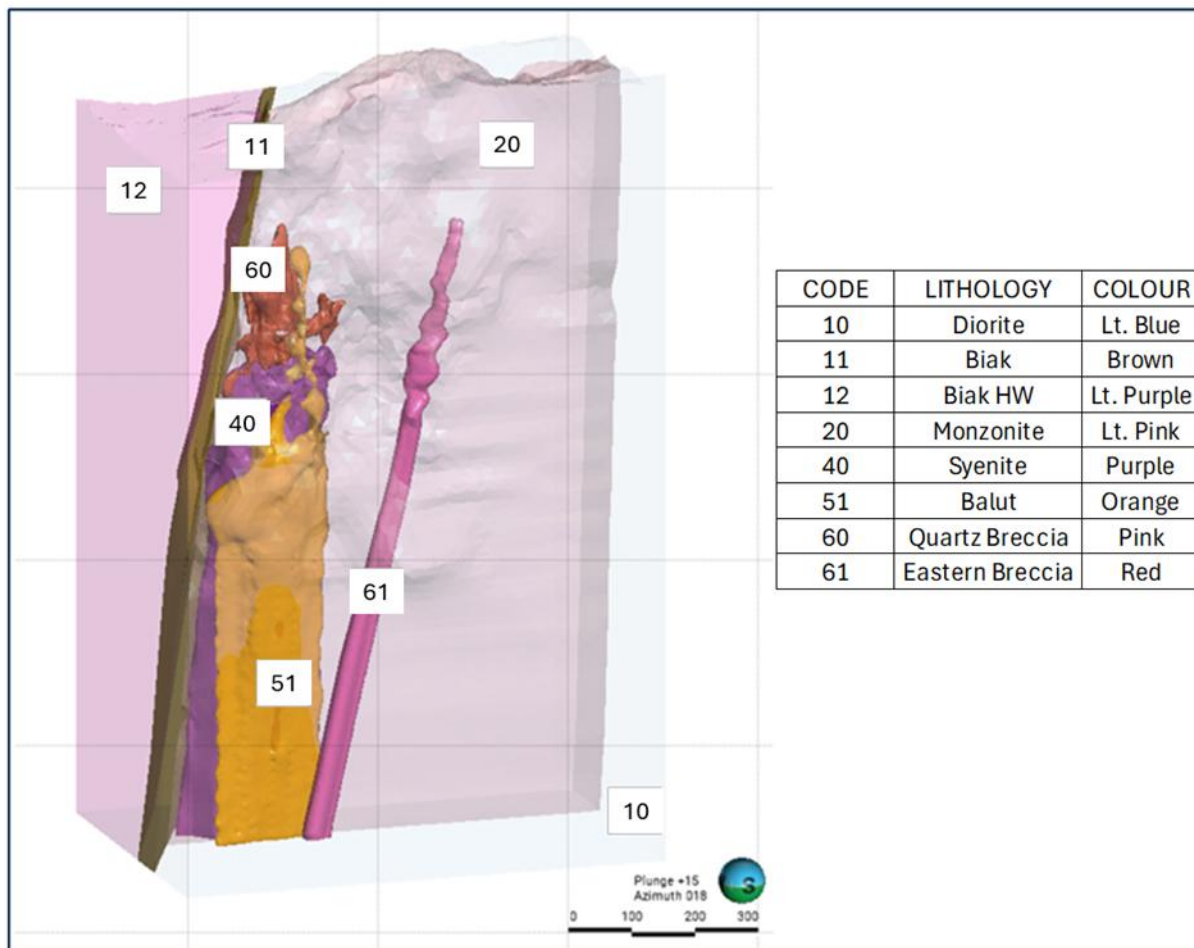 11
20
12
60
40
61
51
10
CODE LITHOLOGY COLOUR
10 Diorite Lt. Blue
11 Biak Brown
12 Biak HW Lt. Purple
20 Monzonite Lt. Pink
40 Syenite Purple
51 Balut Orange
60 Quartz Breccia Pink
61 Eastern Breccia Red
Plunge +15
Azimuth 018
S
0 100 200 300